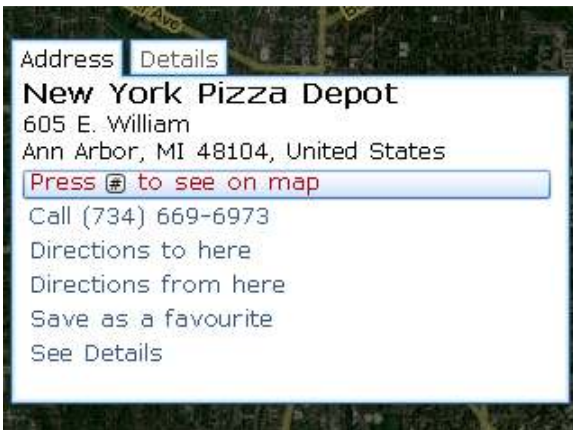 Address Details
New York Pizza Depot
605 E. William
Ann Arbor, MI 48104, United States
Press # to see on map
Call (734) 669-6973
Directions to here
Directions from here
Save as a favourite
See Details